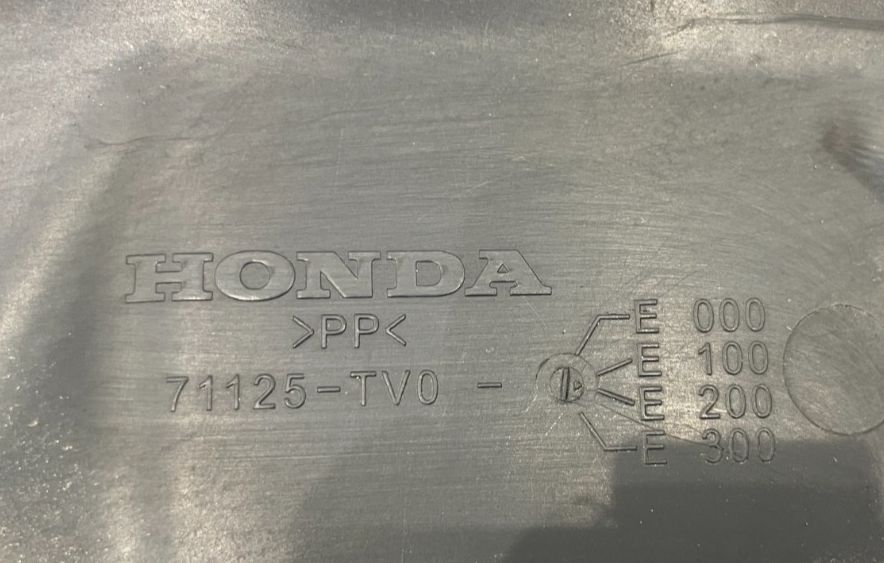 HONDA
>PP<
71125-TV0 -
E 000
E 100
E 200
E 300